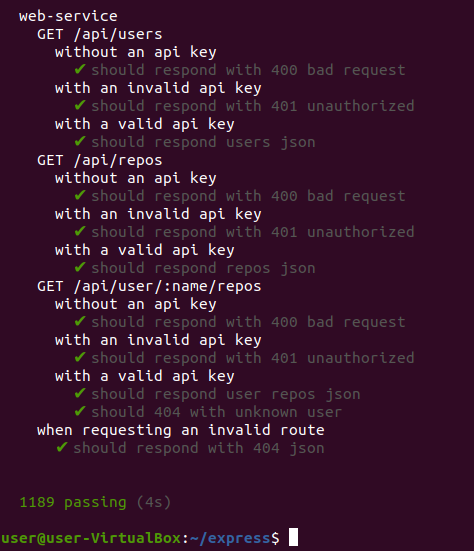 web-service
GET /api/users
without an api key
✔ should respond with 400 bad request
with an invalid api key
✔ should respond with 401 unauthorized
with a valid api key
✔ should respond users json
GET /api/repos
without an api key
✔ should respond with 400 bad request
with an invalid api key
✔ should respond with 401 unauthorized
with a valid api key
✔ should respond repos json
GET /api/user/:name/repos
without an api key
✔ should respond with 400 bad request
with an invalid api key
✔ should respond with 401 unauthorized
with a valid api key
✔ should respond user repos json
✔ should 404 with unknown user
when requesting an invalid route
✔ should respond with 404 json
1189 passing (4s)
user@user-VirtualBox:~/express$